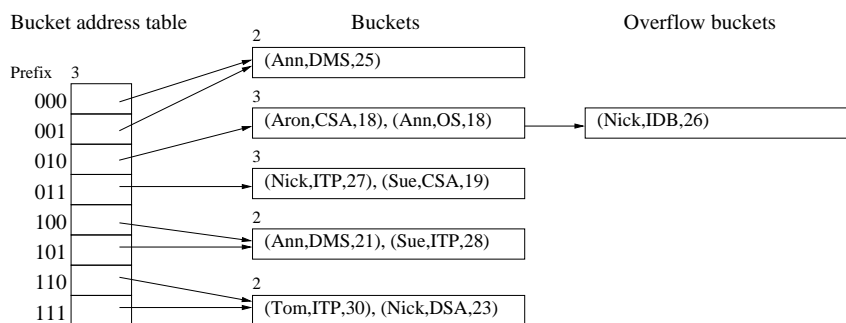 Bucket address table Buckets Overflow buckets
2
(Ann,DMS,25)
Prefix 3
000
3
001 (Aron,CSA,18), (Ann,OS,18) (Nick,IDB,26)
010
3
011 (Nick,ITP,27), (Sue,CSA,19)
100
2
101 (Ann,DMS,21), (Sue,ITP,28)
110
2
111 (Tom,ITP,30), (Nick,DSA,23)